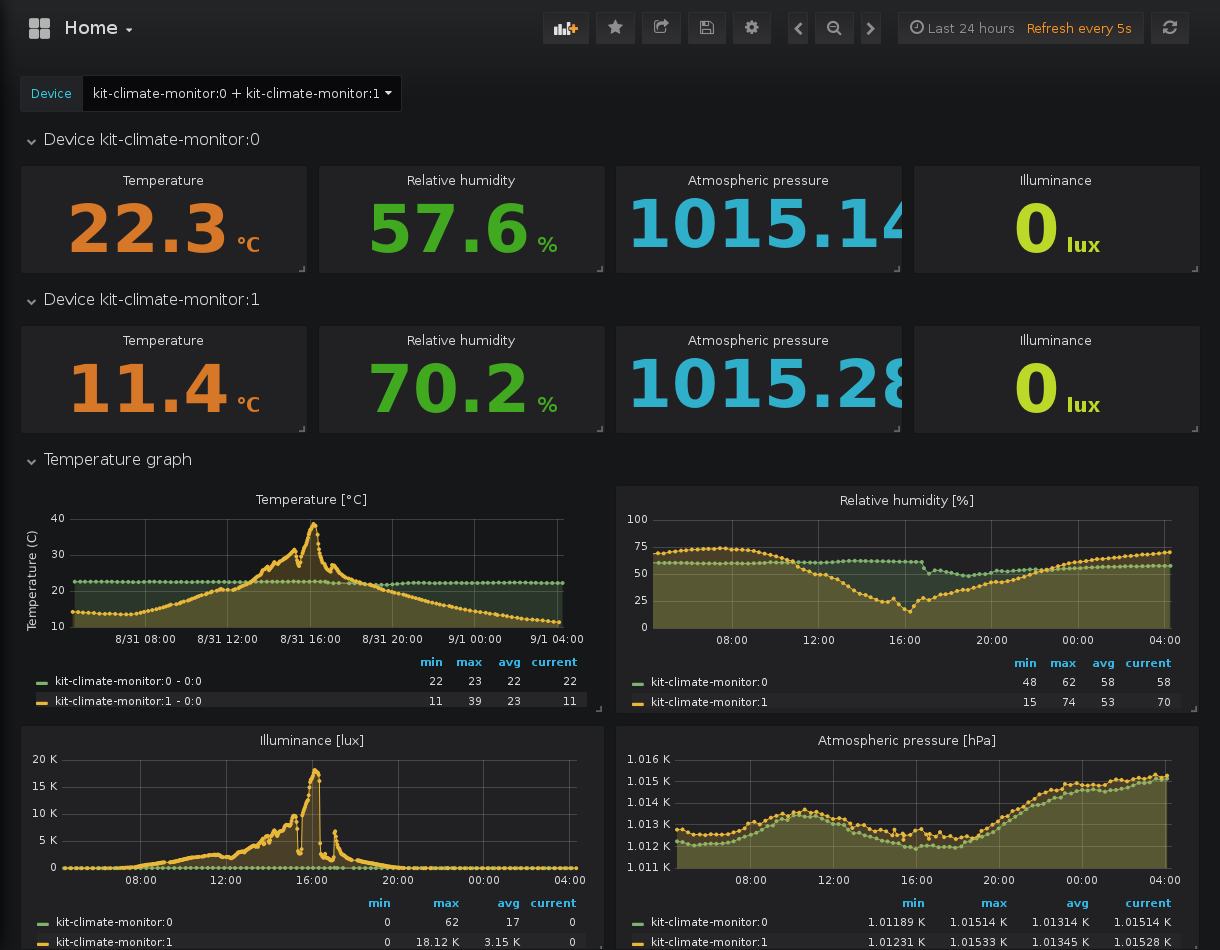 Home
Last 24 hours Refresh every 5s
Device kit-climate-monitor:0 + kit-climate-monitor:1
Device kit-climate-monitor:0
Temperature Relative humidity Atmospheric pressure Illuminance
22.3 °C 57.6 % 1015.14 0 lux
Device kit-climate-monitor:1
Temperature Relative humidity Atmospheric pressure Illuminance
11.4 °C 70.2 % 1015.28 0 lux
Temperature graph
Temperature [°C]
Temperature (C)
40
30
20
10
8/31 08:00 8/31 12:00 8/31 16:00 8/31 20:00 9/1 00:00 9/1 04:00
min max avg current
kit-climate-monitor:0 - 0:0 22 23 22 22
kit-climate-monitor:1 - 0:0 11 39 23 11
Relative humidity [%]
100
75
50
25
0
08:00 12:00 16:00 20:00 00:00 04:00
min max avg current
kit-climate-monitor:0 48 62 58 58
kit-climate-monitor:1 15 74 53 70
Illuminance [lux]
20 K
15 K
10 K
5 K
0
08:00 12:00 16:00 20:00 00:00 04:00
min max avg current
kit-climate-monitor:0 0 62 17 0
kit-climate-monitor:1 0 18.12 K 3.15 K 0
Atmospheric pressure [hPa]
1.016 K
1.015 K
1.014 K
1.013 K
1.012 K
1.011 K
08:00 12:00 16:00 20:00 00:00 04:00
min max avg current
kit-climate-monitor:0 1.01189 K 1.01514 K 1.01314 K 1.01514 K
kit-climate-monitor:1 1.01231 K 1.01533 K 1.01345 K 1.01528 K